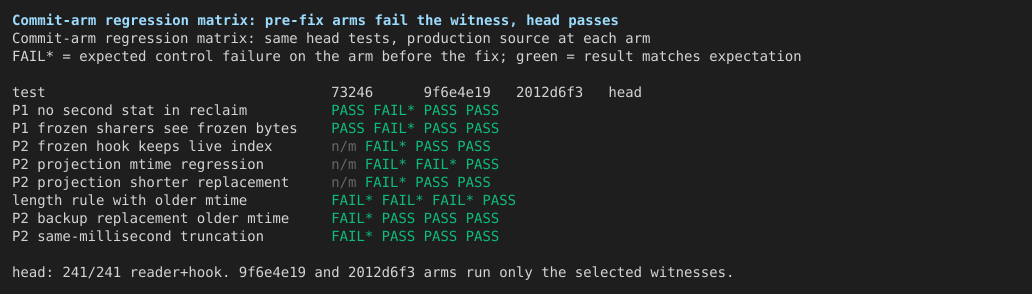 Commit-arm regression matrix: pre-fix arms fail the witness, head passes
Commit-arm regression matrix: same head tests, production source at each arm
FAIL* = expected control failure on the arm before the fix; green = result matches expectation
test 73246 9f6e4e19 2012d6f3 head
P1 no second stat in reclaim PASS FAIL* PASS PASS
P1 frozen sharers see frozen bytes PASS FAIL* PASS PASS
P2 frozen hook keeps live index n/m FAIL* PASS PASS
P2 projection mtime regression n/m FAIL* FAIL* PASS
P2 projection shorter replacement n/m FAIL* PASS PASS
length rule with older mtime FAIL* FAIL* FAIL* PASS
P2 backup replacement older mtime FAIL* PASS PASS PASS
P2 same-millisecond truncation FAIL* PASS PASS PASS
head: 241/241 reader+hook. 9f6e4e19 and 2012d6f3 arms run only the selected witnesses.